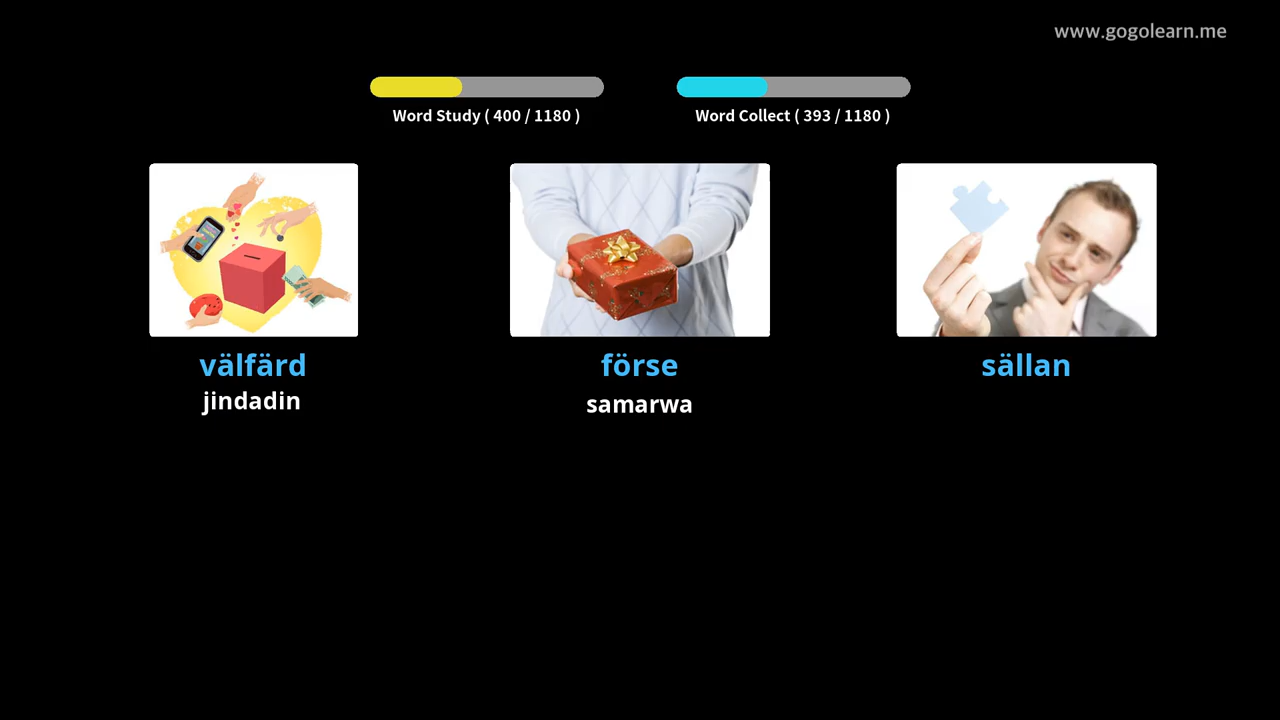 www.gogolearn.me
Word Study ( 400 / 1180 )
Word Collect ( 393 / 1180 )
välfärd
förse
sällan
jindadin
samarwa